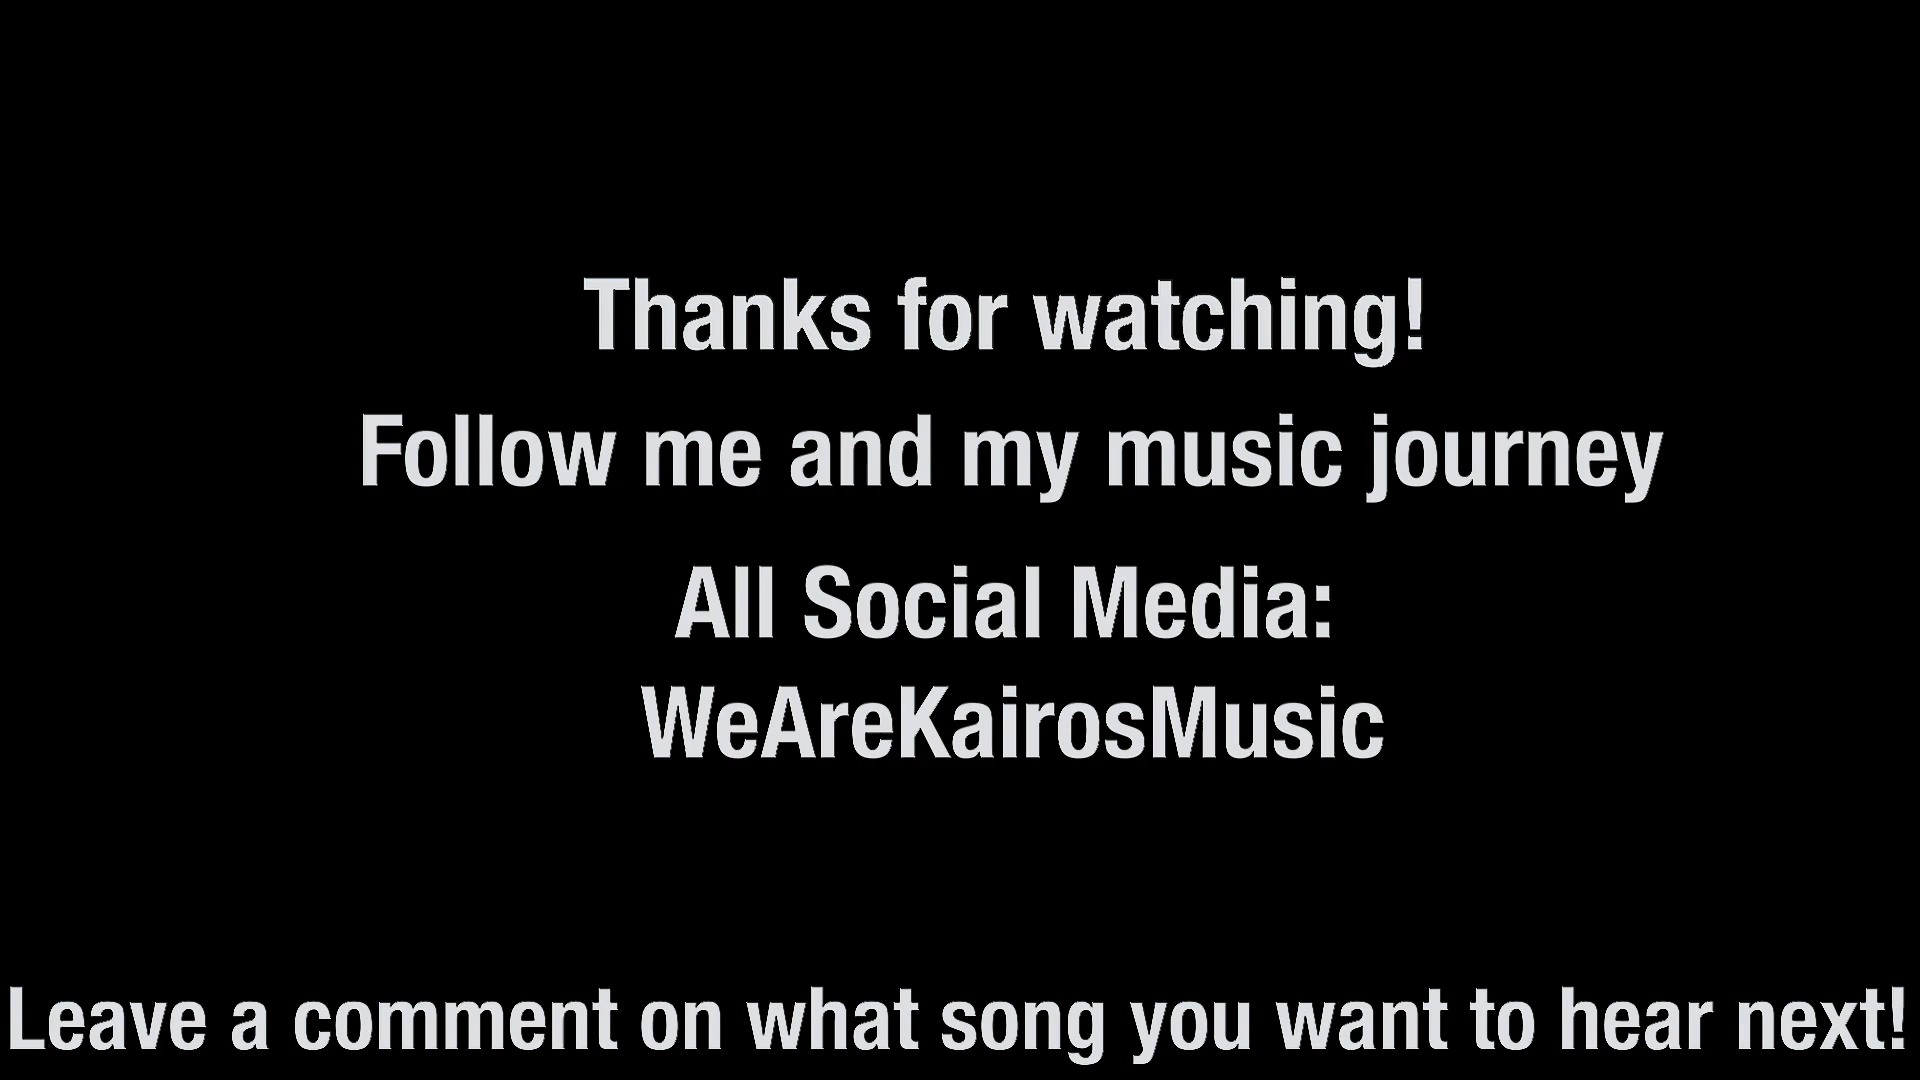 Thanks for watching!
Follow me and my music journey
All Social Media:
WeAreKairosMusic
Leave a comment on what song you want to hear next!